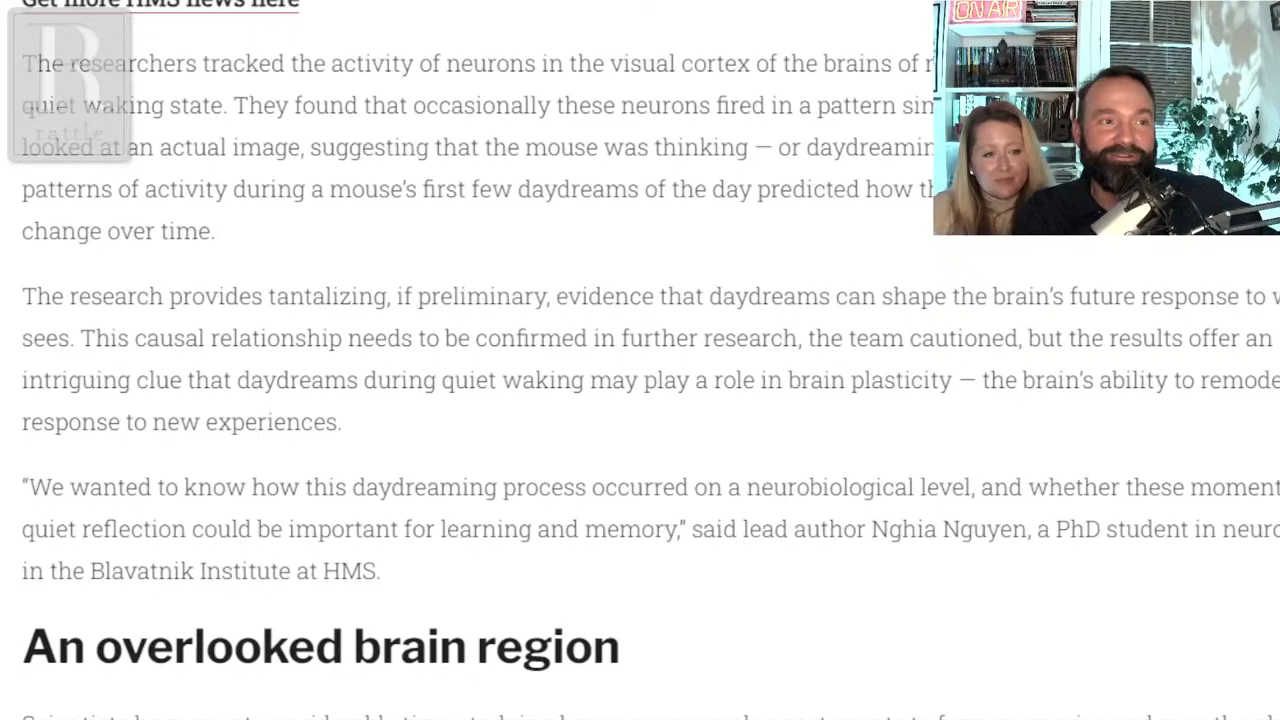 Get more HMS news here
The researchers tracked the activity of neurons in the visual cortex of the brains of
quiet waking state. They found that occasionally these neurons fired in a pattern
looked at an actual image, suggesting that the mouse was thinking — or
patterns of activity during a mouse’s first few daydreams of the day predicted how
change over time.
R
rattle
ON AIR
The research provides tantalizing, if preliminary, evidence that daydreams can shape the brain’s future response to
sees. This causal relationship needs to be confirmed in further research, the team cautioned, but the results offer an
intriguing clue that daydreams during quiet waking may play a role in brain plasticity — the brain’s ability to
response to new experiences.
“We wanted to know how this daydreaming process occurred on a neurobiological level, and whether these
quiet reflection could be important for learning and memory,” said lead author Nghia Nguyen, a PhD student in
in the Blavatnik Institute at HMS.
An overlooked brain region